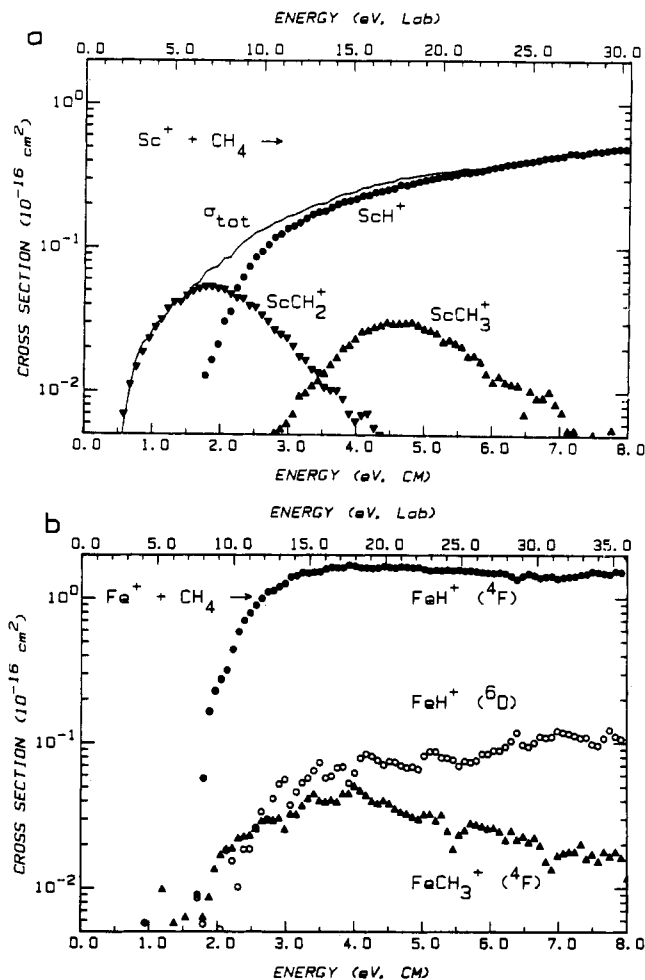 ENERGY (eV, Lab)
a
0.0 5.0 10.0 15.0 20.0 25.0 30.0
10⁰
Sc⁺ + CH₄ →
σtot
ScH⁺
10⁻¹
ScCH₂⁺
ScCH₃⁺
10⁻²
CROSS SECTION (10⁻¹⁶ cm²)
0.0 1.0 2.0 3.0 4.0 5.0 6.0 7.0 8.0
ENERGY (eV, CM)
ENERGY (eV, Lab)
b
0.0 5.0 10.0 15.0 20.0 25.0 30.0 35.0
Fe⁺ + CH₄ →
10⁰
FeH⁺ (⁴F)
FeH⁺ (⁶D)
10⁻¹
FeCH₃⁺ (⁴F)
10⁻²
CROSS SECTION (10⁻¹⁶ cm²)
0.0 1.0 2.0 3.0 4.0 5.0 6.0 7.0 8.0
ENERGY (eV, CM)